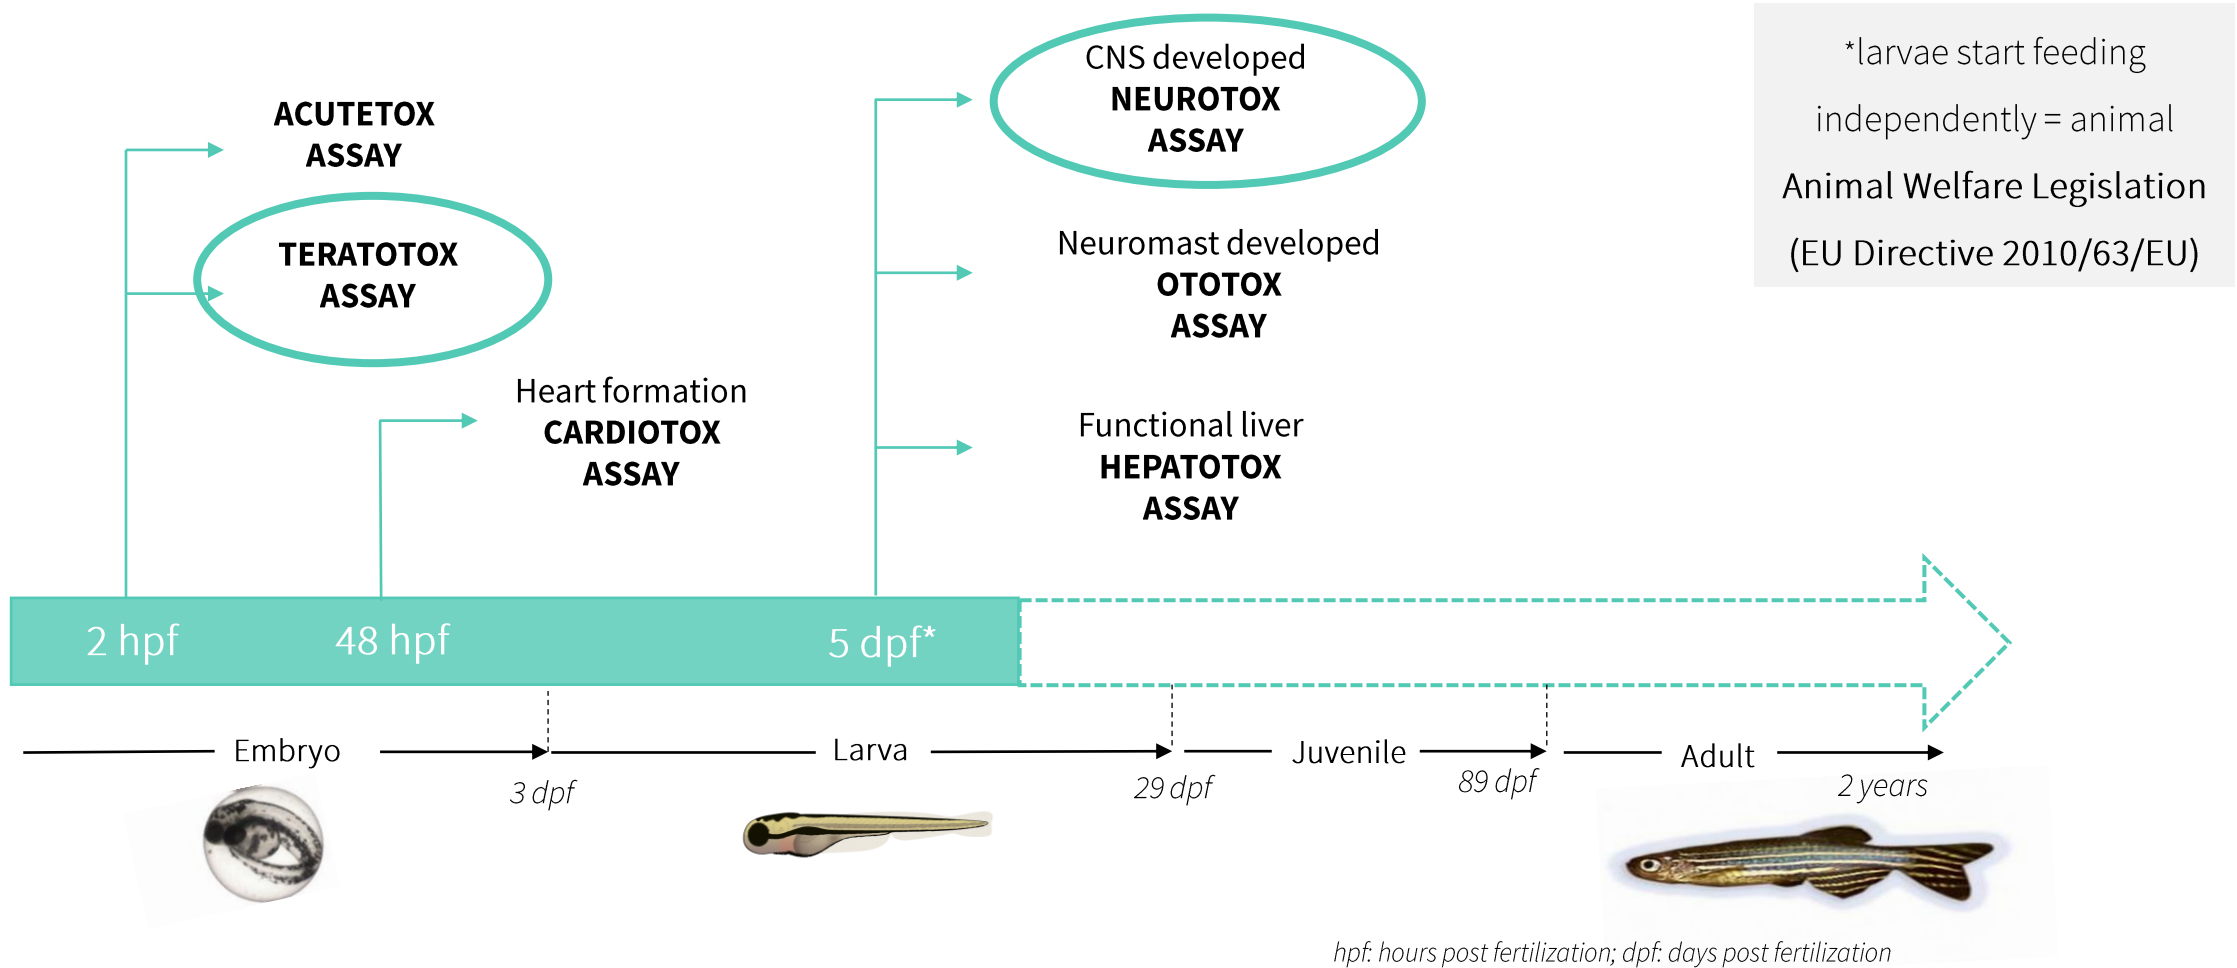 ACUTETOX
ASSAY
TERATOTOX
ASSAY
Heart formation
CARDIOTOX
ASSAY
CNS developed
NEUROTOX
ASSAY
Neuromast developed
OTOTOX
ASSAY
Functional liver
HEPATOTOX
ASSAY
*larvae start feeding
independently = animal
Animal Welfare Legislation
(EU Directive 2010/63/EU)
2 hpf
48 hpf
5 dpf*
Embryo
3 dpf
Larva
29 dpf
Juvenile
89 dpf
Adult
2 years
hpf: hours post fertilization; dpf: days post fertilization